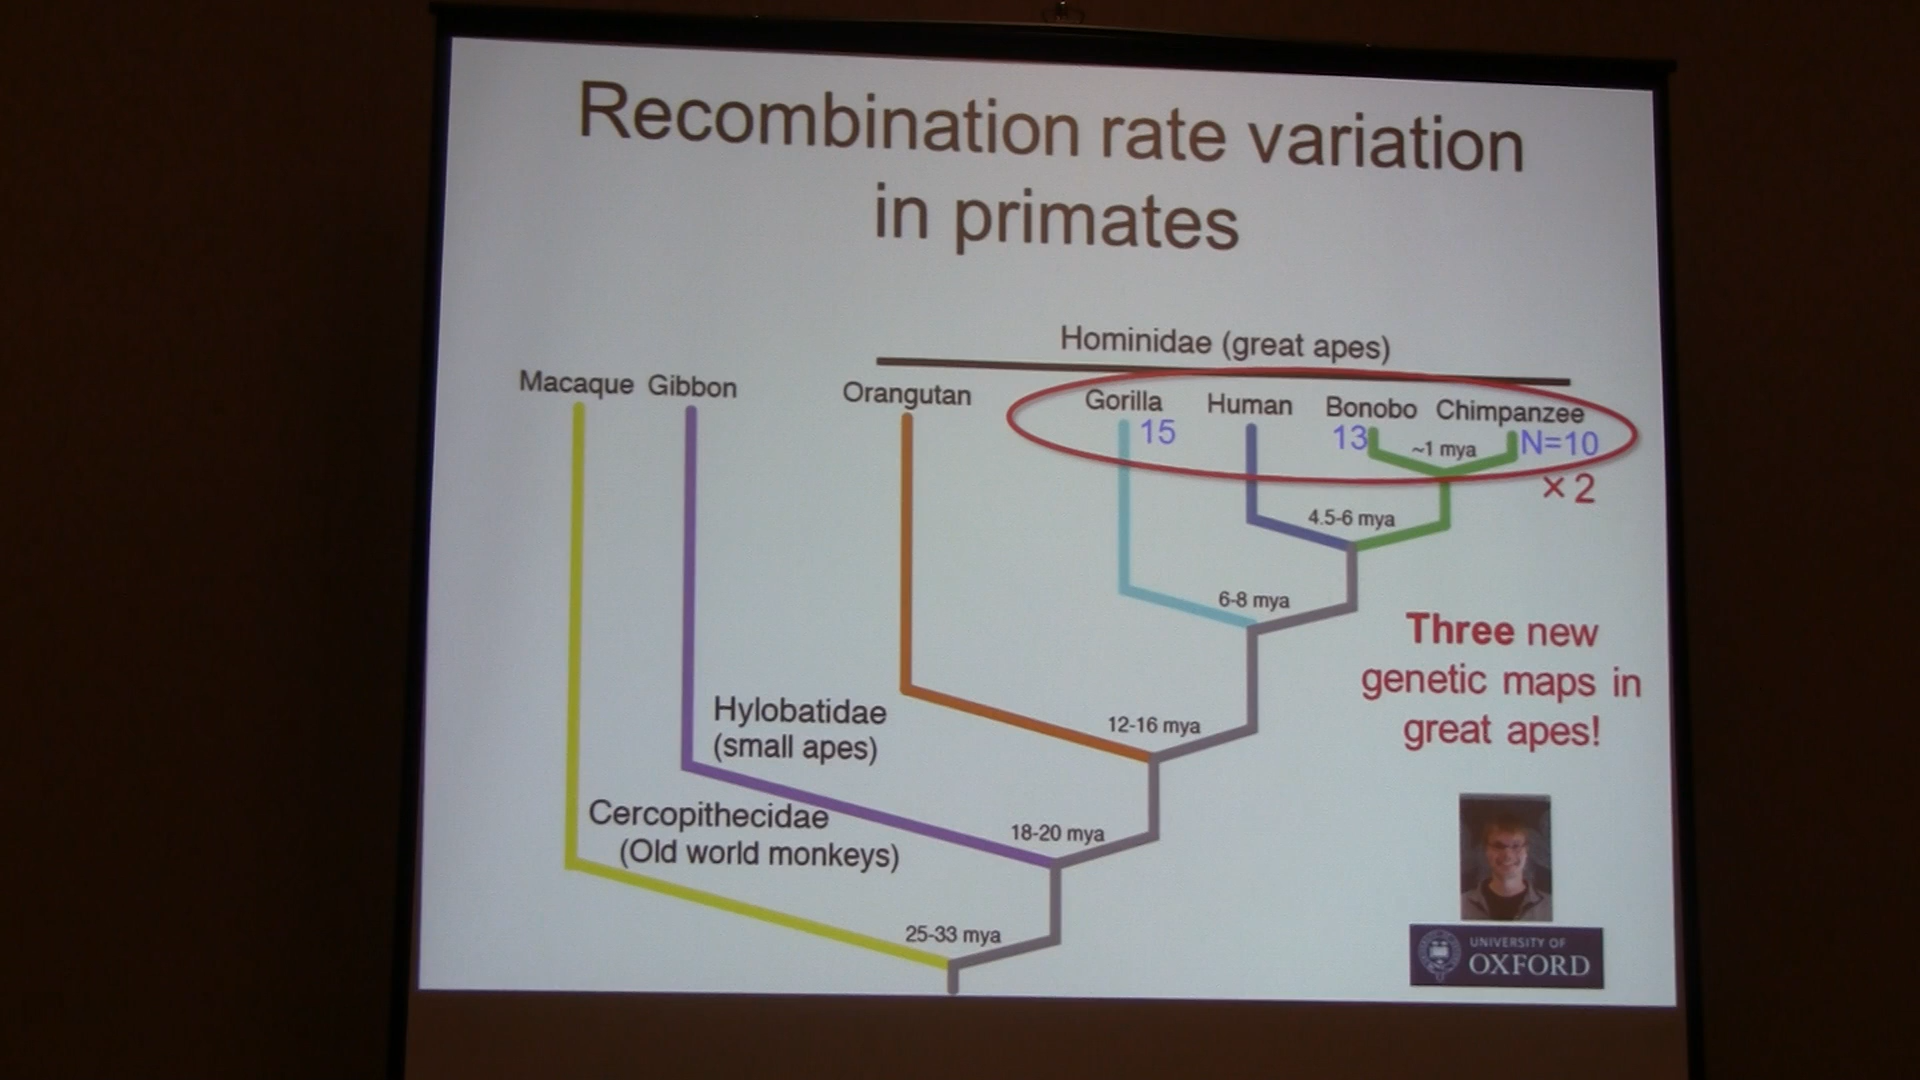 Recombination rate variation
in primates
Hominidae (great apes)
Macaque Gibbon Orangutan Gorilla Human Bonobo Chimpanzee
15 13 ~1 mya N=10
×2
4.5-6 mya
6-8 mya
Three new
genetic maps in
great apes!
12-16 mya
Hylobatidae
(small apes)
18-20 mya
Cercopithecidae
(Old world monkeys)
25-33 mya
UNIVERSITY OF
OXFORD